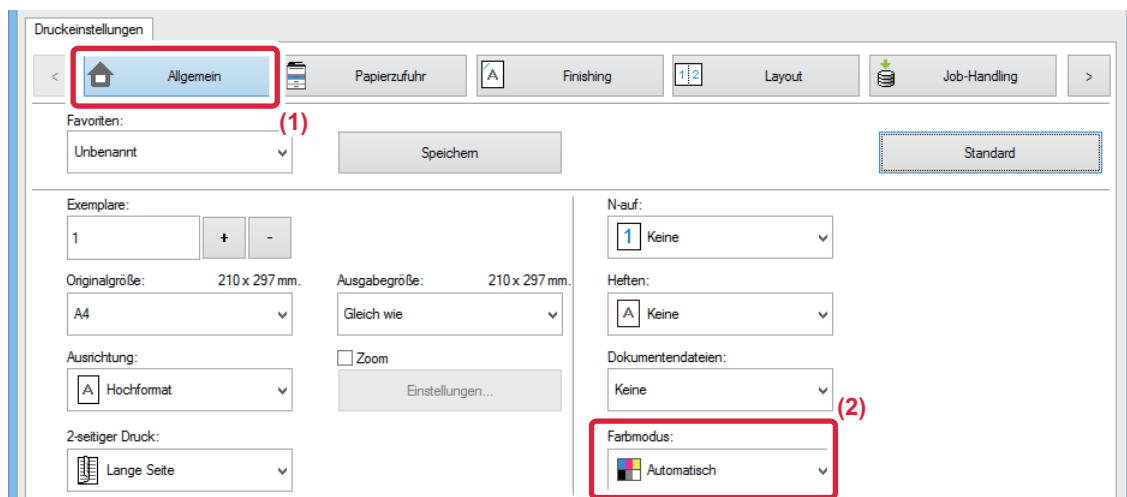 Druckeinstellungen
< Allgemein Papierzufuhr A Finishing 1 2 Layout Job-Handling >
(1)
Favoriten:
Unbenannt Speichern Standard
Exemplare: N-auf:
1 + - 1 Keine
Originalgröße: 210 x 297 mm. Ausgabegröße: 210 x 297 mm. Heften:
A4 Gleich wie A Keine
Ausrichtung: Zoom Dokumentendateien:
A Hochformat Einstellungen... Keine
(2)
2-seitiger Druck: Farbmodus:
Lange Seite Automatisch